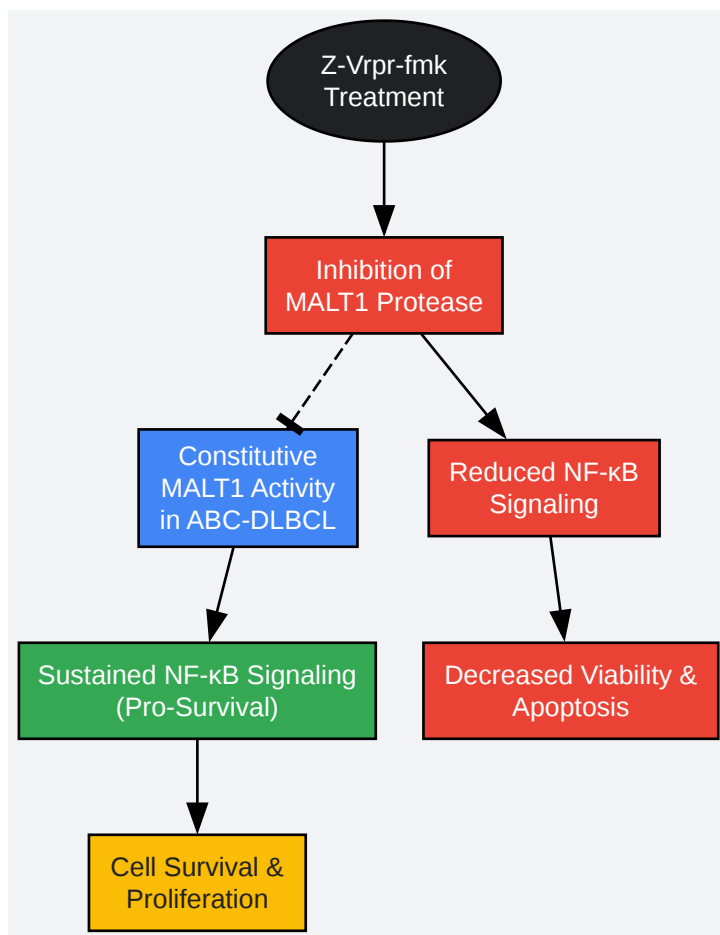 Z-Vrpr-fmk
Treatment
Inhibition of
MALT1 Protease
Constitutive
MALT1 Activity
in ABC-DLBCL
Reduced NF-κB
Signaling
Sustained NF-κB Signaling
(Pro-Survival)
Decreased Viability &
Apoptosis
Cell Survival &
Proliferation